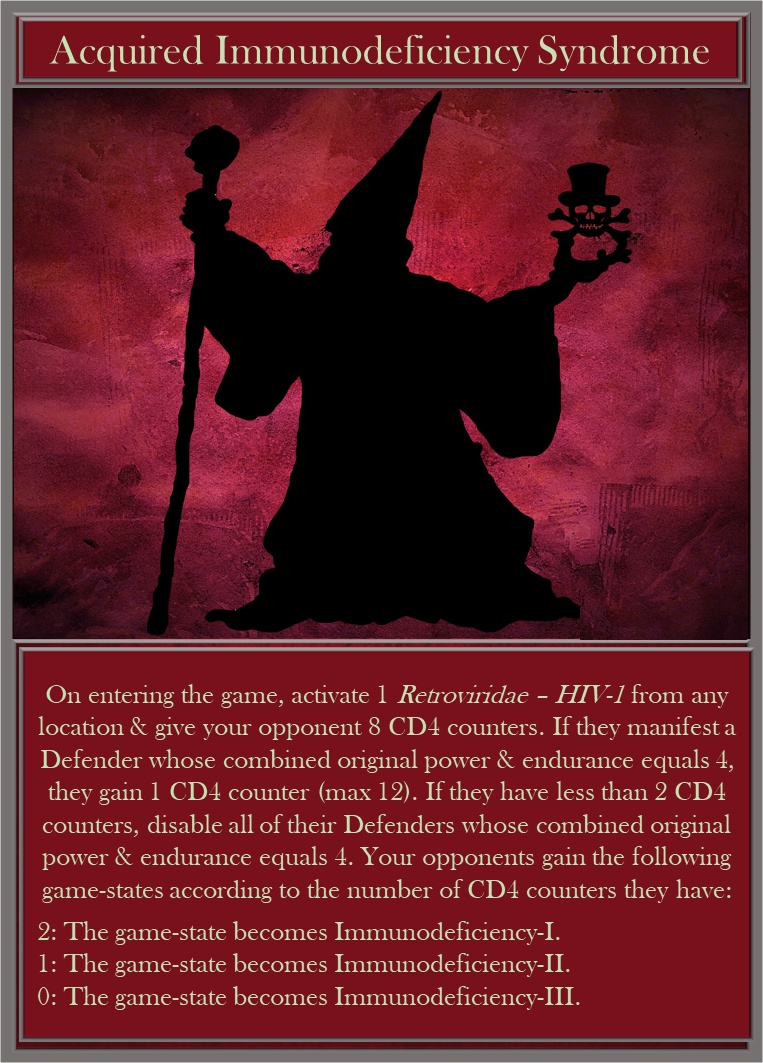 Acquired Immunodeficiency Syndrome
On entering the game, activate 1 Retroviridae – HIV-1 from any
location & give your opponent 8 CD4 counters. If they manifest a
Defender whose combined original power & endurance equals 4,
they gain 1 CD4 counter (max 12). If they have less than 2 CD4
counters, disable all of their Defenders whose combined original
power & endurance equals 4. Your opponents gain the following
game-states according to the number of CD4 counters they have:
2: The game-state becomes Immunodeficiency-I.
1: The game-state becomes Immunodeficiency-II.
0: The game-state becomes Immunodeficiency-III.